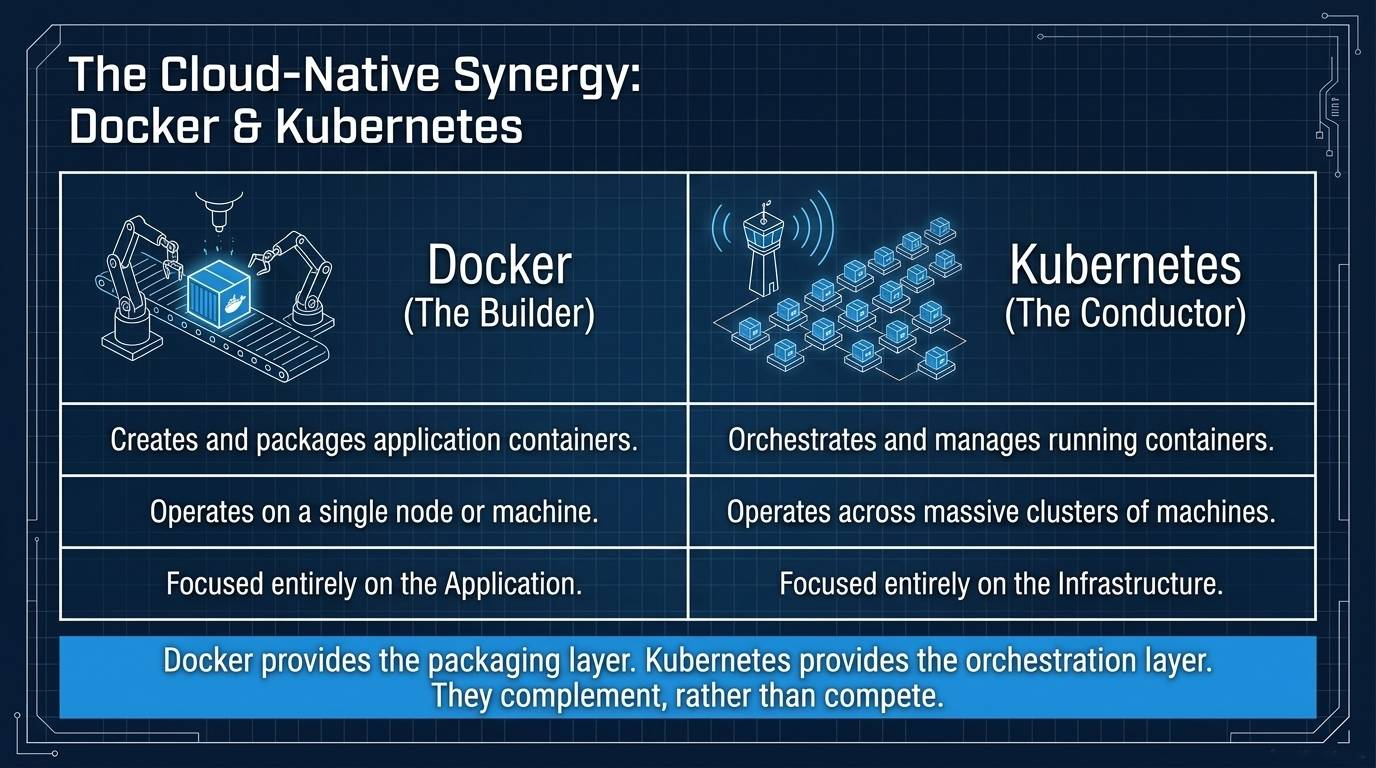 The Cloud-Native Synergy:
Docker & Kubernetes
Docker
(The Builder)
Kubernetes
(The Conductor)
Creates and packages application containers.
Orchestrates and manages running containers.
Operates on a single node or machine.
Operates across massive clusters of machines.
Focused entirely on the Application.
Focused entirely on the Infrastructure.
Docker provides the packaging layer. Kubernetes provides the orchestration layer.
They complement, rather than compete.